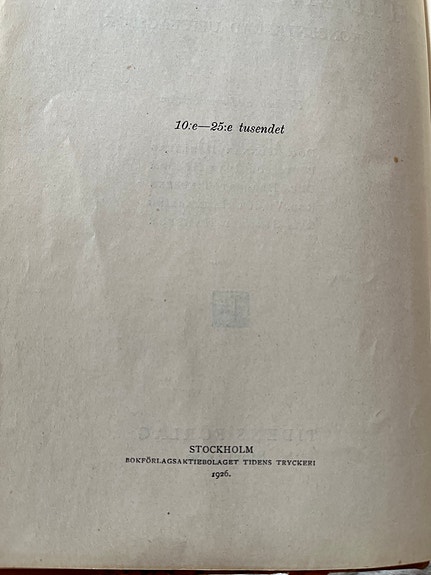 10:e—25:e tusendet
STOCKHOLM
BOKFÖRLAGSAKTIEBOLAGET TIDENS TRYCKERI
1926.